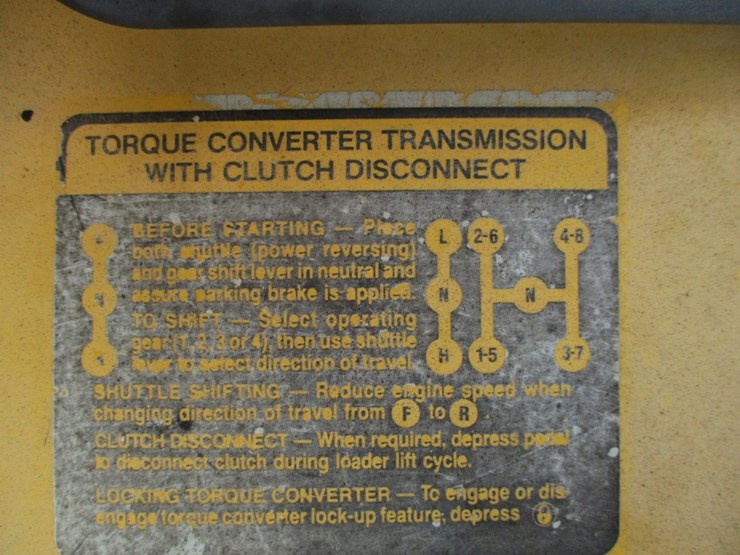 TORQUE CONVERTER TRANSMISSION
WITH CLUTCH DISCONNECT
BEFORE STARTING — Place
both shuttle (power reversing)
and gear shift lever in neutral and
assure parking brake is applied.
TO SHIFT — Select operating
gear (1, 2, 3 or 4), then use shuttle
lever to select direction of travel.
L 2-6 4-8
N N
H 1-5 3-7
SHUTTLE SHIFTING — Reduce engine speed when
changing direction of travel from F to R.
CLUTCH DISCONNECT — When required, depress pedal
to disconnect clutch during loader lift cycle.
LOCKING TORQUE CONVERTER — To engage or dis-
engage torque converter lock-up feature, depress